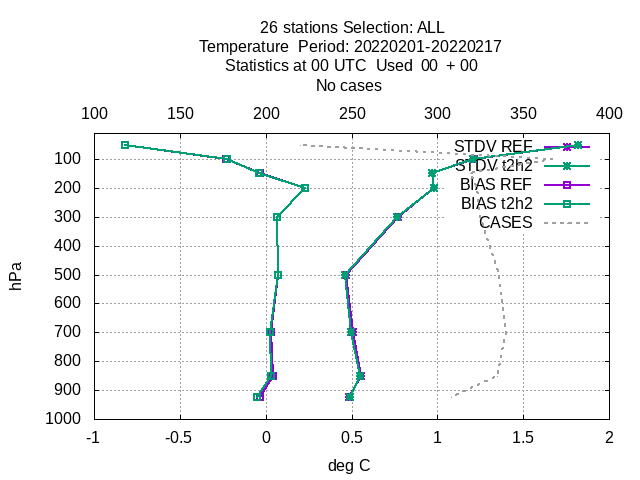 26 stations Selection: ALL
Temperature  Period: 20220201-20220217
Statistics at 00 UTC  Used  00  + 00
No cases
100 150 200 250 300 350 400
STDV REF
STDV t2h2
BIAS REF
BIAS t2h2
CASES
100
200
300
400
500
600
700
800
900
1000
hPa
-1 -0.5 0 0.5 1 1.5 2
deg C